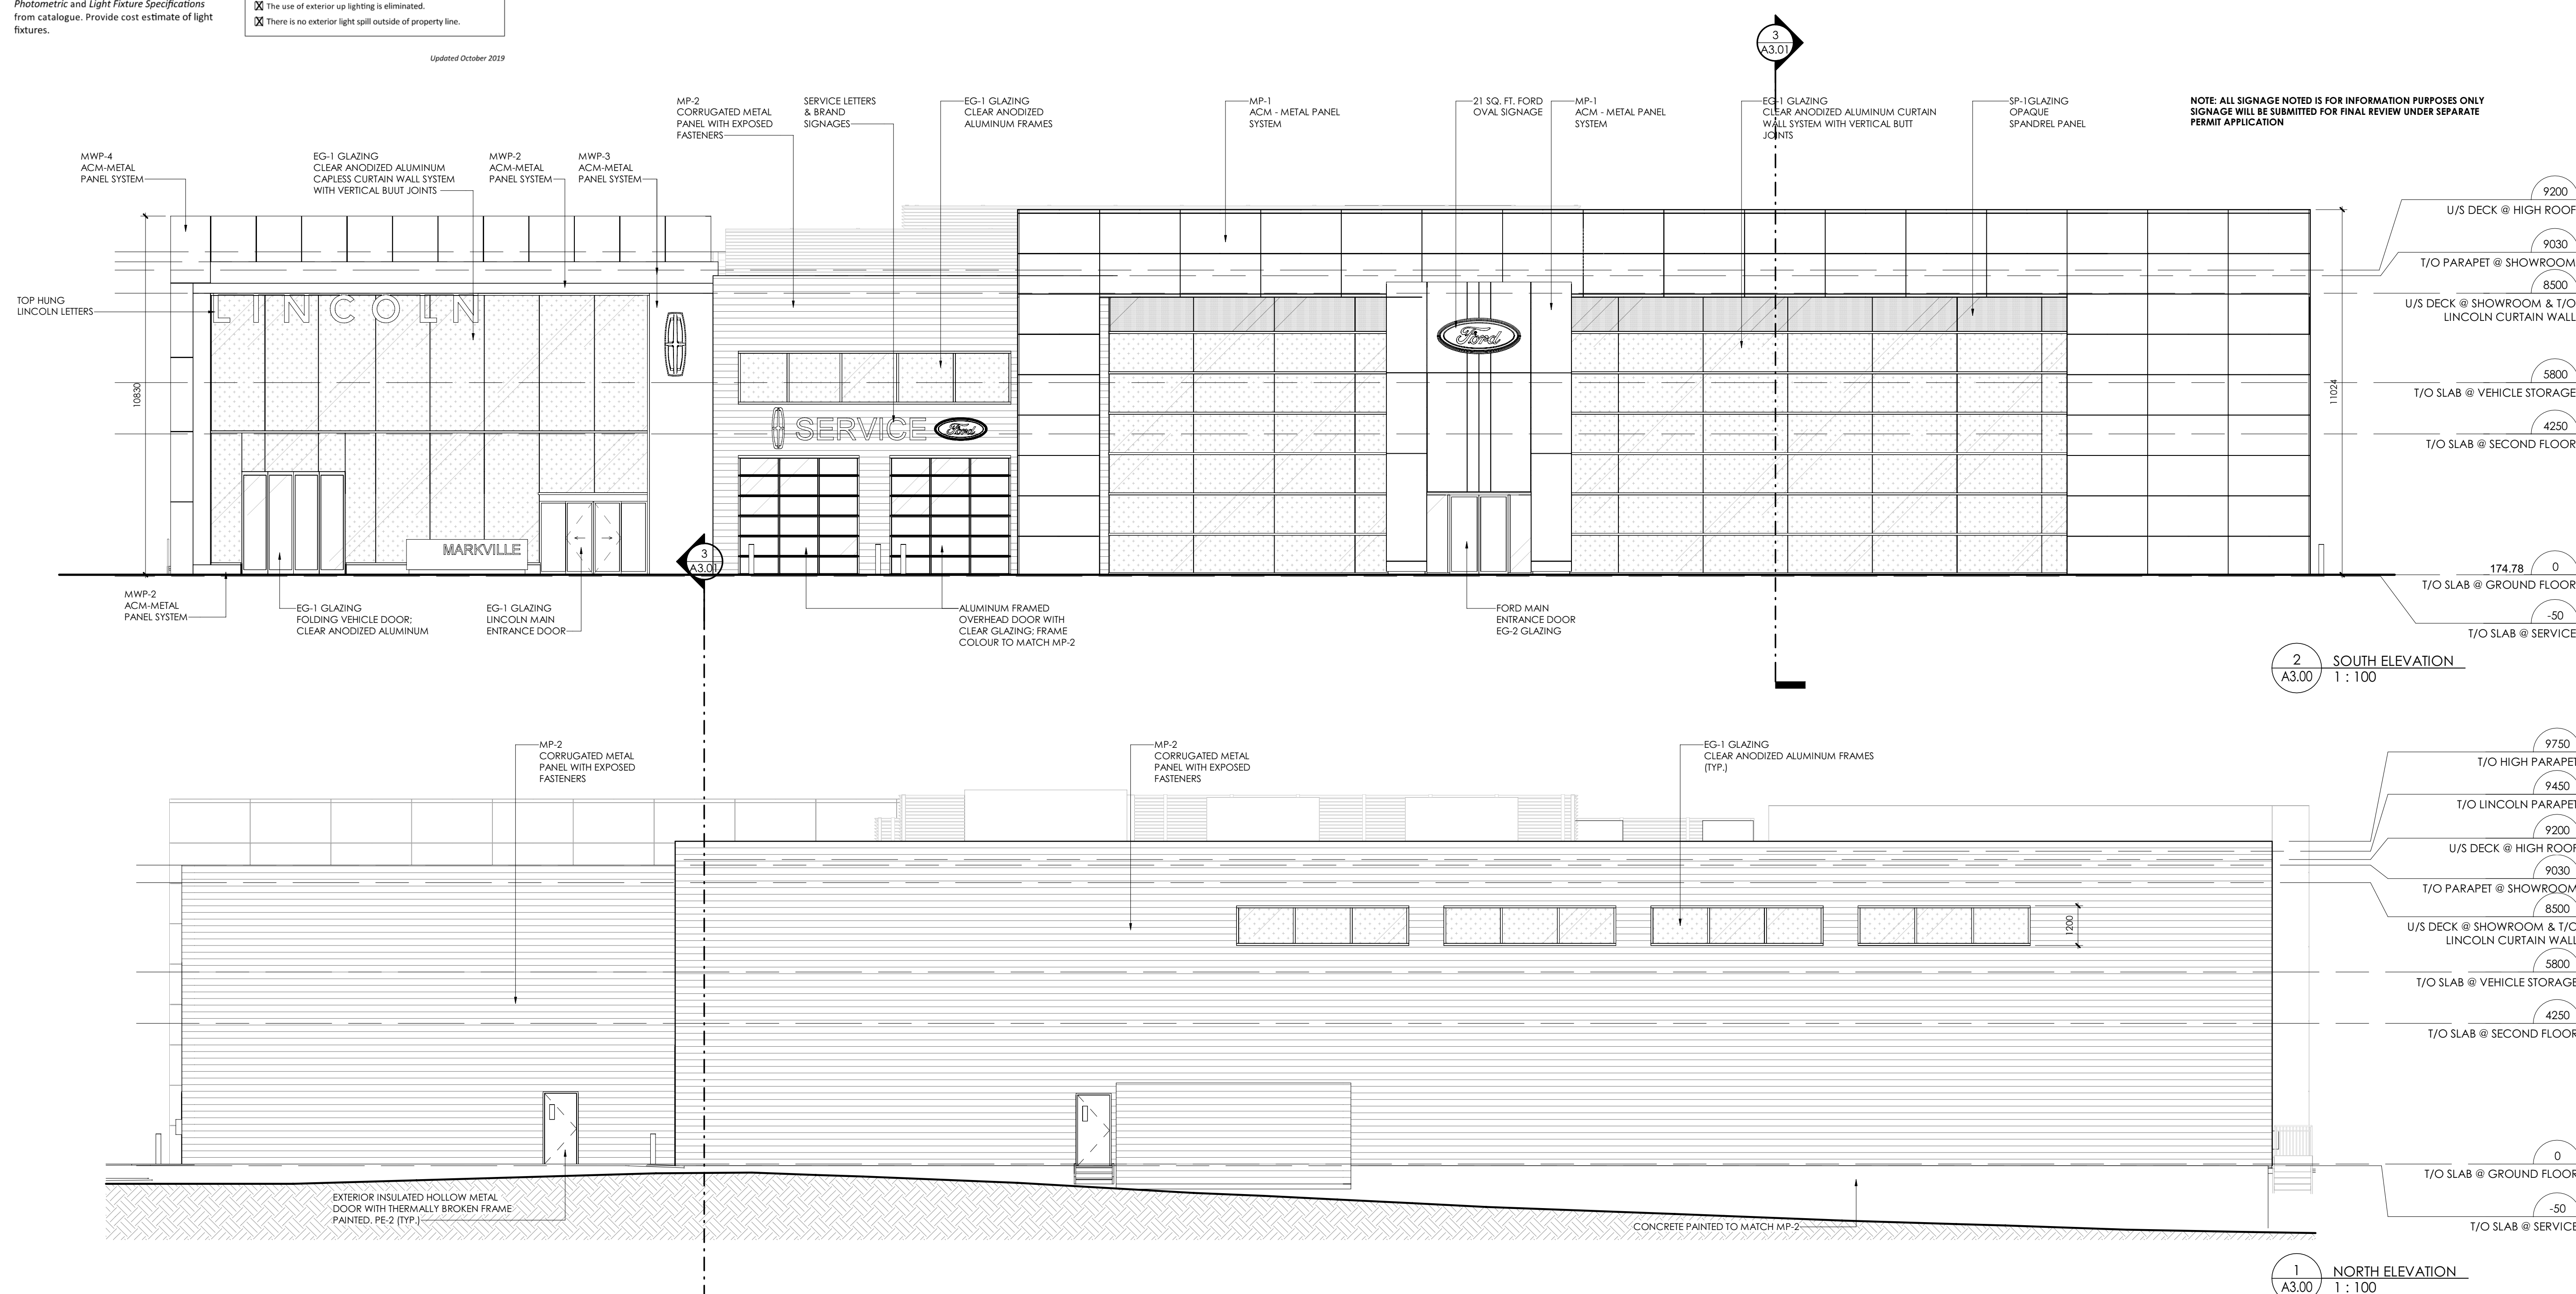 Photometric and Light Fixture Specifications
from catalogue. Provide cost estimate of light
fixtures.
The use of exterior up lighting is eliminated.
There is no exterior light spill outside of property line.
Updated October 2019
3
A3.01
MP-2
CORRUGATED METAL
PANEL WITH EXPOSED
FASTENERS
SERVICE LETTERS
& BRAND
SIGNAGES
EG-1 GLAZING
CLEAR ANODIZED
ALUMINUM FRAMES
MP-1
ACM - METAL PANEL
SYSTEM
21 SQ. FT. FORD
OVAL SIGNAGE
MP-1
ACM - METAL PANEL
SYSTEM
EG-1 GLAZING
CLEAR ANODIZED ALUMINUM CURTAIN
WALL SYSTEM WITH VERTICAL BUTT
JOINTS
SP-1GLAZING
OPAQUE
SPANDREL PANEL
NOTE: ALL SIGNAGE NOTED IS FOR INFORMATION PURPOSES ONLY
SIGNAGE WILL BE SUBMITTED FOR FINAL REVIEW UNDER SEPARATE
PERMIT APPLICATION
MWP-4
ACM-METAL
PANEL SYSTEM
EG-1 GLAZING
CLEAR ANODIZED ALUMINUM
CAPLESS CURTAIN WALL SYSTEM
WITH VERTICAL BUUT JOINTS
MWP-2
ACM-METAL
PANEL SYSTEM
MWP-3
ACM-METAL
PANEL SYSTEM
TOP HUNG
LINCOLN LETTERS
LINCOLN
10830
SERVICE
Ford
Ford
MARKVILLE
11024
9200
U/S DECK @ HIGH ROOF
9030
T/O PARAPET @ SHOWROOM
8500
U/S DECK @ SHOWROOM & T/O
LINCOLN CURTAIN WALL
5800
T/O SLAB @ VEHICLE STORAGE
4250
T/O SLAB @ SECOND FLOOR
174.78 0
T/O SLAB @ GROUND FLOOR
-50
T/O SLAB @ SERVICE
3
A3.01
MWP-2
ACM-METAL
PANEL SYSTEM
EG-1 GLAZING
FOLDING VEHICLE DOOR;
CLEAR ANODIZED ALUMINUM
EG-1 GLAZING
LINCOLN MAIN
ENTRANCE DOOR
ALUMINUM FRAMED
OVERHEAD DOOR WITH
CLEAR GLAZING; FRAME
COLOUR TO MATCH MP-2
FORD MAIN
ENTRANCE DOOR
EG-2 GLAZING
2
A3.00
SOUTH ELEVATION
1 : 100
MP-2
CORRUGATED METAL
PANEL WITH EXPOSED
FASTENERS
MP-2
CORRUGATED METAL
PANEL WITH EXPOSED
FASTENERS
EG-1 GLAZING
CLEAR ANODIZED ALUMINUM FRAMES
(TYP.)
1200
9750
T/O HIGH PARAPET
9450
T/O LINCOLN PARAPET
9200
U/S DECK @ HIGH ROOF
9030
T/O PARAPET @ SHOWROOM
8500
U/S DECK @ SHOWROOM & T/O
LINCOLN CURTAIN WALL
5800
T/O SLAB @ VEHICLE STORAGE
4250
T/O SLAB @ SECOND FLOOR
0
T/O SLAB @ GROUND FLOOR
-50
T/O SLAB @ SERVICE
EXTERIOR INSULATED HOLLOW METAL
DOOR WITH THERMALLY BROKEN FRAME
PAINTED. PE-2 (TYP.)
CONCRETE PAINTED TO MATCH MP-2
1
A3.00
NORTH ELEVATION
1 : 100